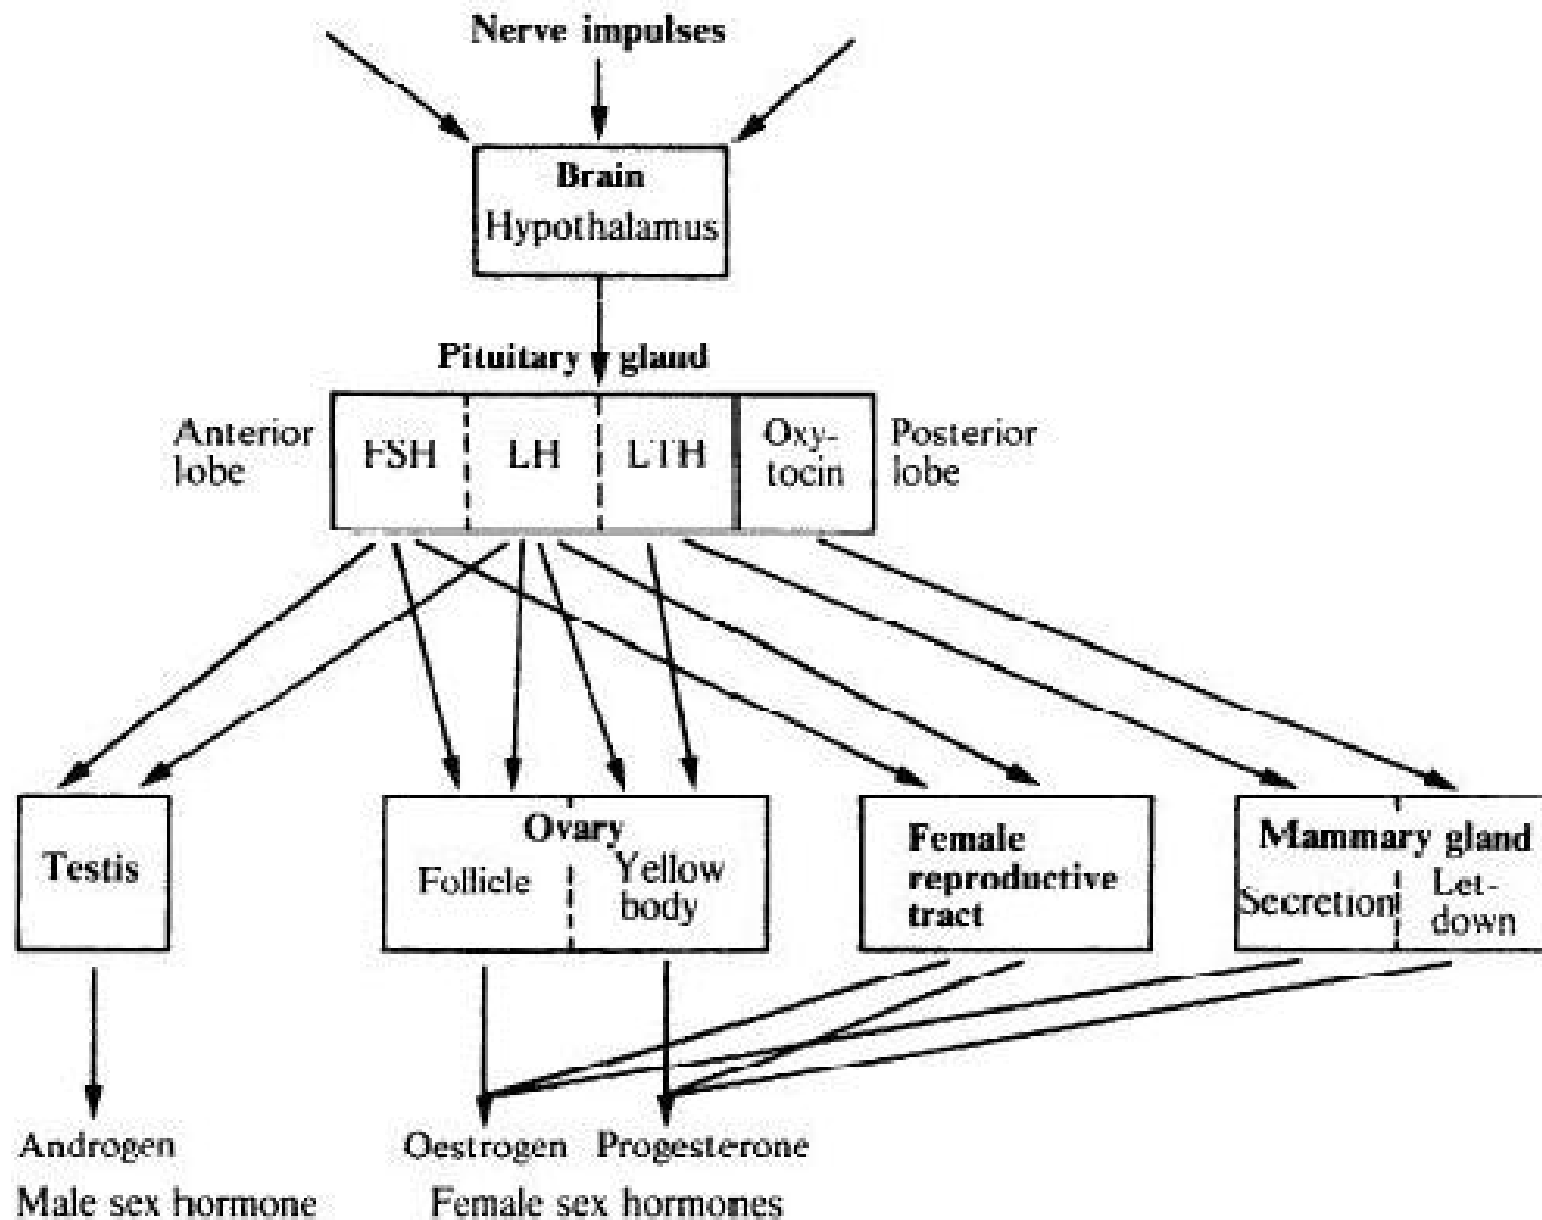 Nerve impulses
Brain
Hypothalamus
Pituitary gland
Anterior
lobe
FSH
LH
LTH
Oxy-
tocin
Posterior
lobe
Testis
Ovary
Follicle
Yellow
body
Female
reproductive
tract
Mammary gland
Secretion
Let-
down
Androgen
Oestrogen
Progesterone
Male sex hormone
Female sex hormones